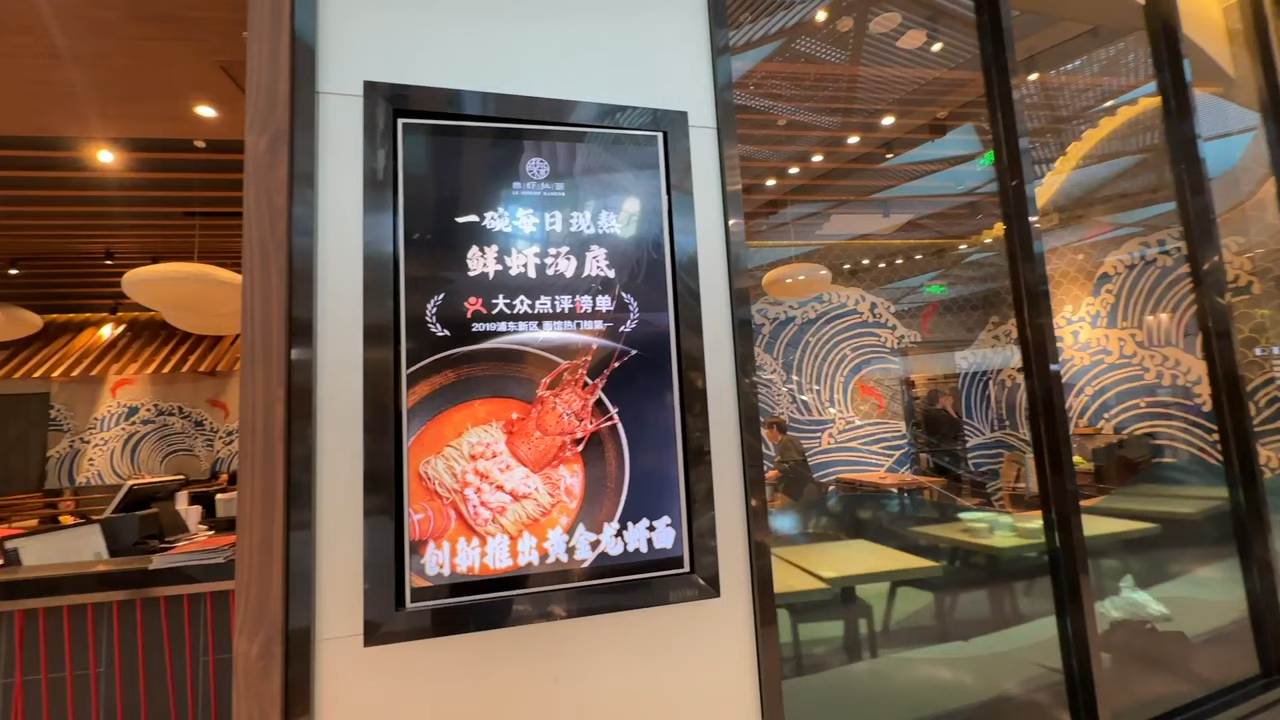 一碗每日现熬
鲜虾汤底
大众点评榜单
2019浦东新区 面馆热门榜第一
创新推出黄金龙虾面